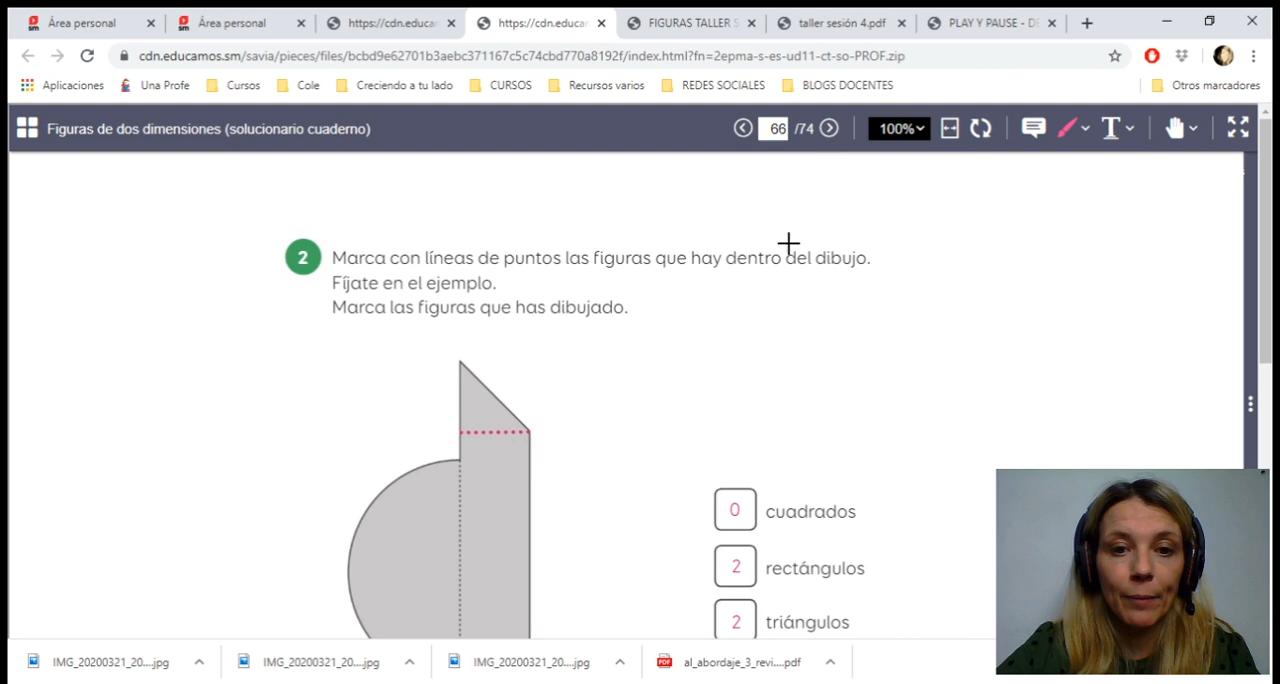 Área personal
Área personal
https://cdn.educa
https://cdn.educa
FIGURAS TALLER S
taller sesión 4.pdf
PLAY Y PAUSE - DE
cdn.educamos.sm/savia/pieces/files/bcbd9e62701b3aebc371167c5c74cbd770a8192f/index.html?fn=2epma-s-es-ud11-ct-so-PROF.zip
Aplicaciones
Una Profe
Cursos
Cole
Creciendo a tu lado
CURSOS
Recursos varios
REDES SOCIALES
BLOGS DOCENTES
Otros marcadores
Figuras de dos dimensiones (solucionario cuaderno)
66 /74
100%
T
2 Marca con líneas de puntos las figuras que hay dentro del dibujo.
Fíjate en el ejemplo.
Marca las figuras que has dibujado.
0 cuadrados
2 rectángulos
2 triángulos
IMG_20200321_20....jpg
IMG_20200321_20....jpg
IMG_20200321_20....jpg
PDF al_abordaje_3_revi....pdf